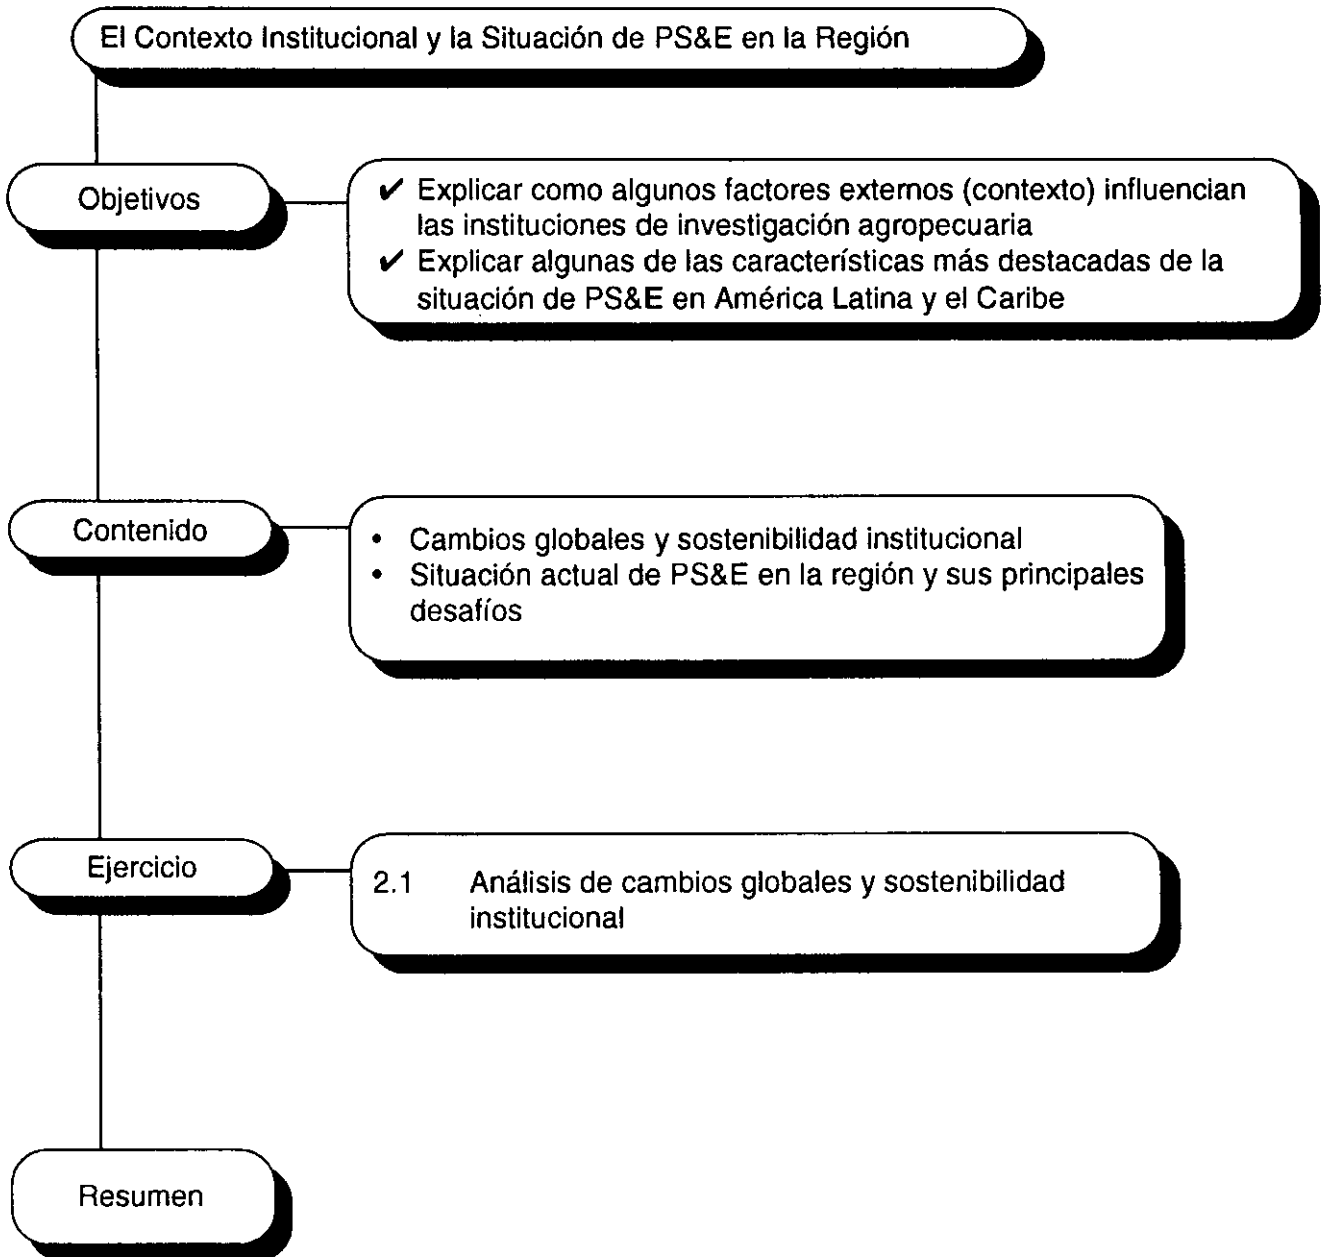 El Contexto Institucional y la Situación de PS&E en la Región
Objetivos
✔ Explicar como algunos factores externos (contexto) influencian
las instituciones de investigación agropecuaria
✔ Explicar algunas de las características más destacadas de la
situación de PS&E en América Latina y el Caribe
Contenido
• Cambios globales y sostenibilidad institucional
• Situación actual de PS&E en la región y sus principales
desafíos
Ejercicio
2.1 Análisis de cambios globales y sostenibilidad
institucional
Resumen